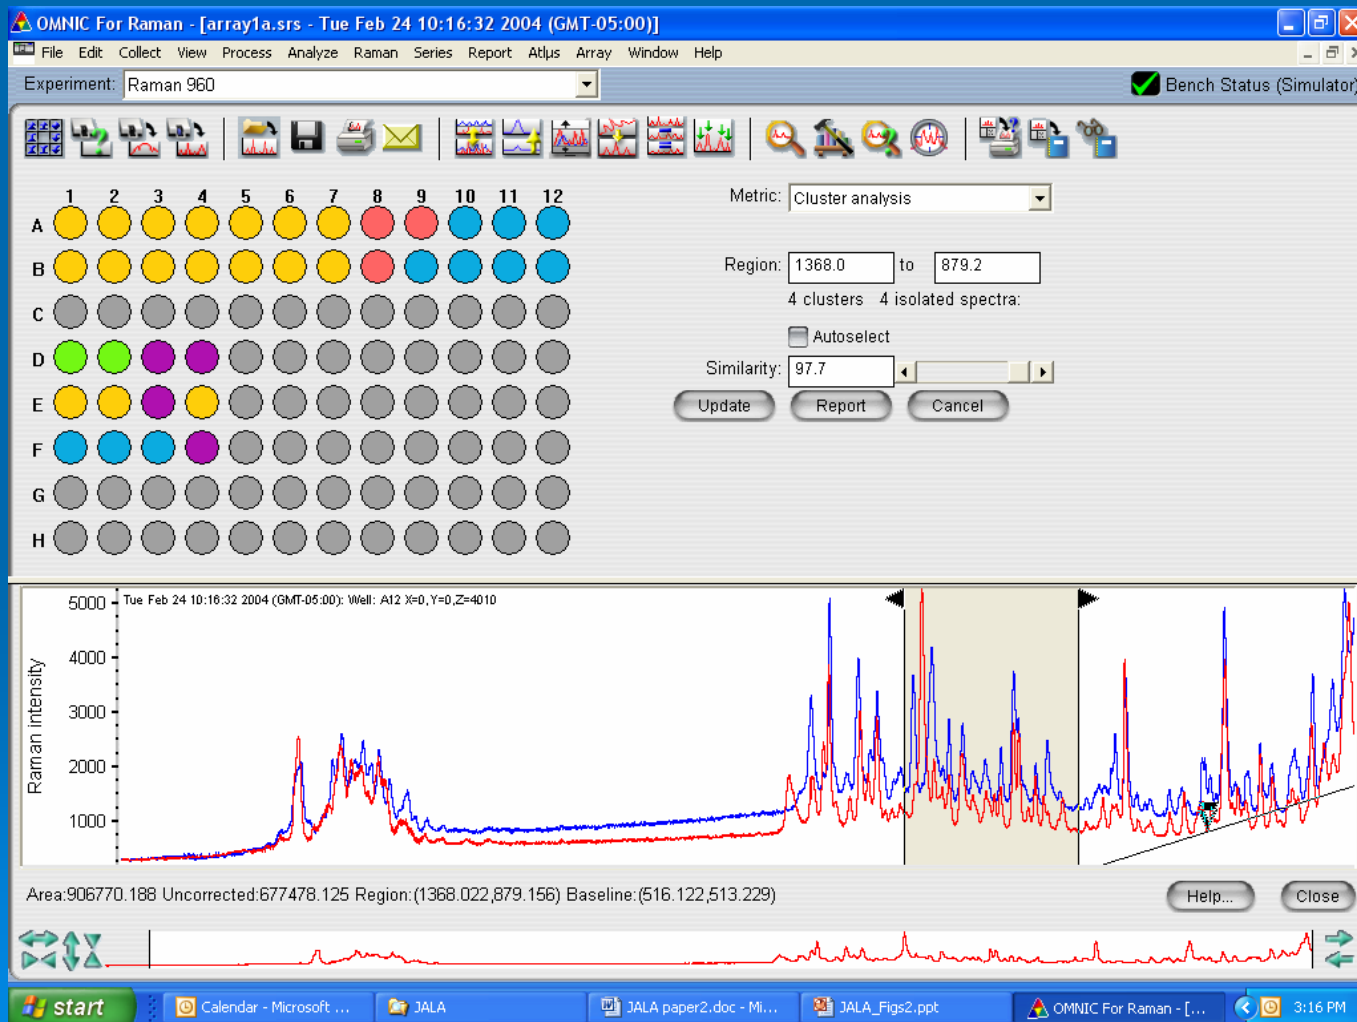 OMNIC For Raman - [array1a.srs - Tue Feb 24 10:16:32 2004 (GMT-05:00)]
File Edit Collect View Process Analyze Raman Series Report Atlμs Array Window Help
Experiment: Raman 960 Bench Status (Simulator)
1 2 3 4 5 6 7 8 9 10 11 12
A
B
C
D
E
F
G
H
Metric: Cluster analysis
Region: 1368.0 to 879.2
4 clusters 4 isolated spectra:
Autoselect
Similarity: 97.7
Update Report Cancel
Tue Feb 24 10:16:32 2004 (GMT-05:00): Well: A12 X=0,Y=0,Z=4010
Raman intensity
5000
4000
3000
2000
1000
Area:906770.188 Uncorrected:677478.125 Region:(1368.022,879.156) Baseline:(516.122,513.229)
Help... Close
start Calendar - Microsoft ... JALA JALA paper2.doc - Mi... JALA_Figs2.ppt OMNIC For Raman - [... 3:16 PM